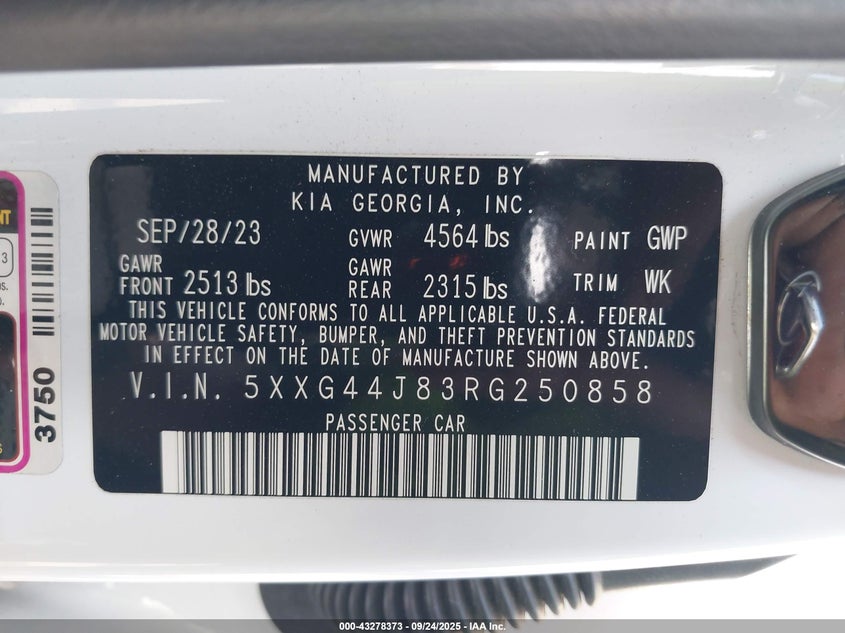 MANUFACTURED BY
KIA GEORGIA, INC.
SEP/28/23 GVWR 4564 lbs PAINT GWP
GAWR FRONT 2513 lbs GAWR REAR 2315 lbs TRIM WK
THIS VEHICLE CONFORMS TO ALL APPLICABLE U.S.A. FEDERAL
MOTOR VEHICLE SAFETY, BUMPER, AND THEFT PREVENTION STANDARDS
IN EFFECT ON THE DATE OF MANUFACTURE SHOWN ABOVE.
V.I.N. 5XXG44J83RG250858
PASSENGER CAR
3750
000-43278373 - 09/24/2025 - IAAI Inc.